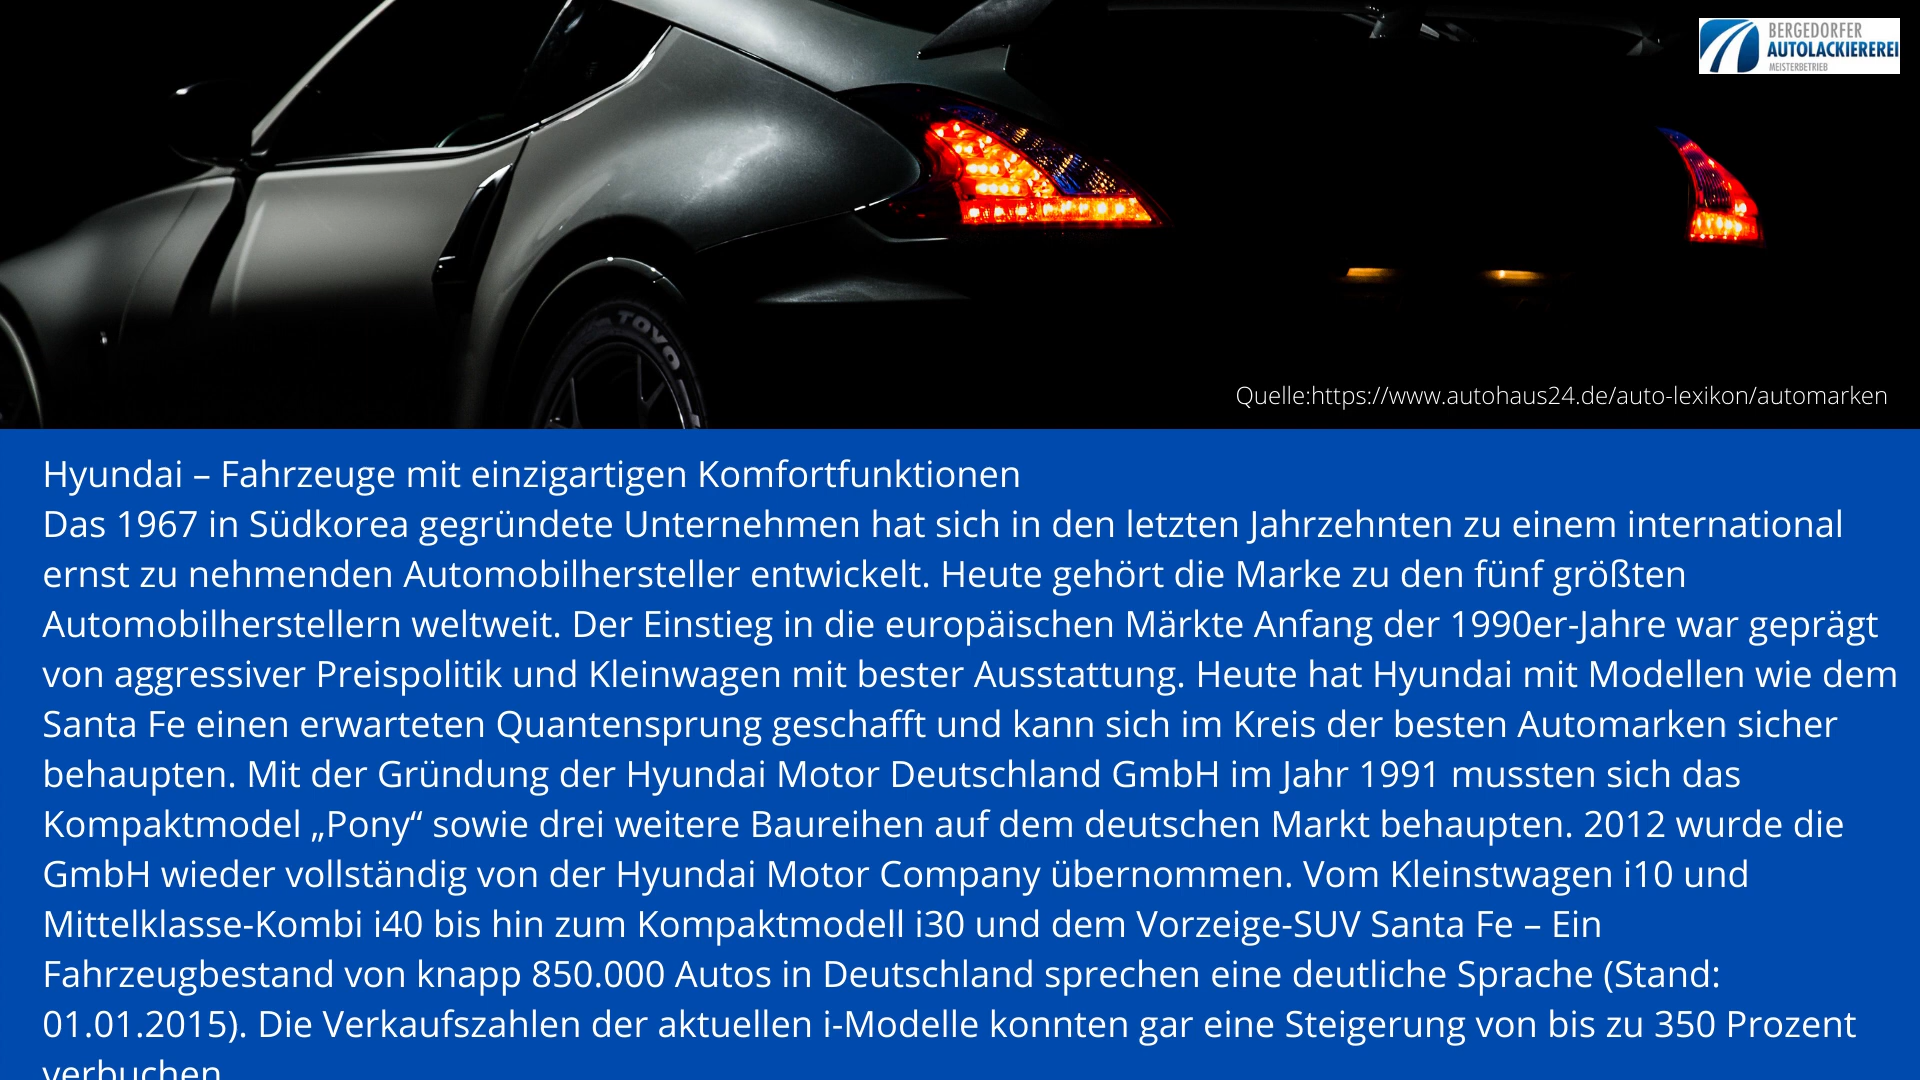 BERGEDORFER
AUTOLACKIEREREI
MEISTERBETRIEB
TOYO
Quelle:https://www.autohaus24.de/auto-lexikon/automarken
Hyundai – Fahrzeuge mit einzigartigen Komfortfunktionen
Das 1967 in Südkorea gegründete Unternehmen hat sich in den letzten Jahrzehnten zu einem international
ernst zu nehmenden Automobilhersteller entwickelt. Heute gehört die Marke zu den fünf größten
Automobilherstellern weltweit. Der Einstieg in die europäischen Märkte Anfang der 1990er-Jahre war geprägt
von aggressiver Preispolitik und Kleinwagen mit bester Ausstattung. Heute hat Hyundai mit Modellen wie dem
Santa Fe einen erwarteten Quantensprung geschafft und kann sich im Kreis der besten Automarken sicher
behaupten. Mit der Gründung der Hyundai Motor Deutschland GmbH im Jahr 1991 mussten sich das
Kompaktmodel „Pony“ sowie drei weitere Baureihen auf dem deutschen Markt behaupten. 2012 wurde die
GmbH wieder vollständig von der Hyundai Motor Company übernommen. Vom Kleinstwagen i10 und
Mittelklasse-Kombi i40 bis hin zum Kompaktmodell i30 und dem Vorzeige-SUV Santa Fe – Ein
Fahrzeugbestand von knapp 850.000 Autos in Deutschland sprechen eine deutliche Sprache (Stand:
01.01.2015). Die Verkaufszahlen der aktuellen i-Modelle konnten gar eine Steigerung von bis zu 350 Prozent
verbuchen.